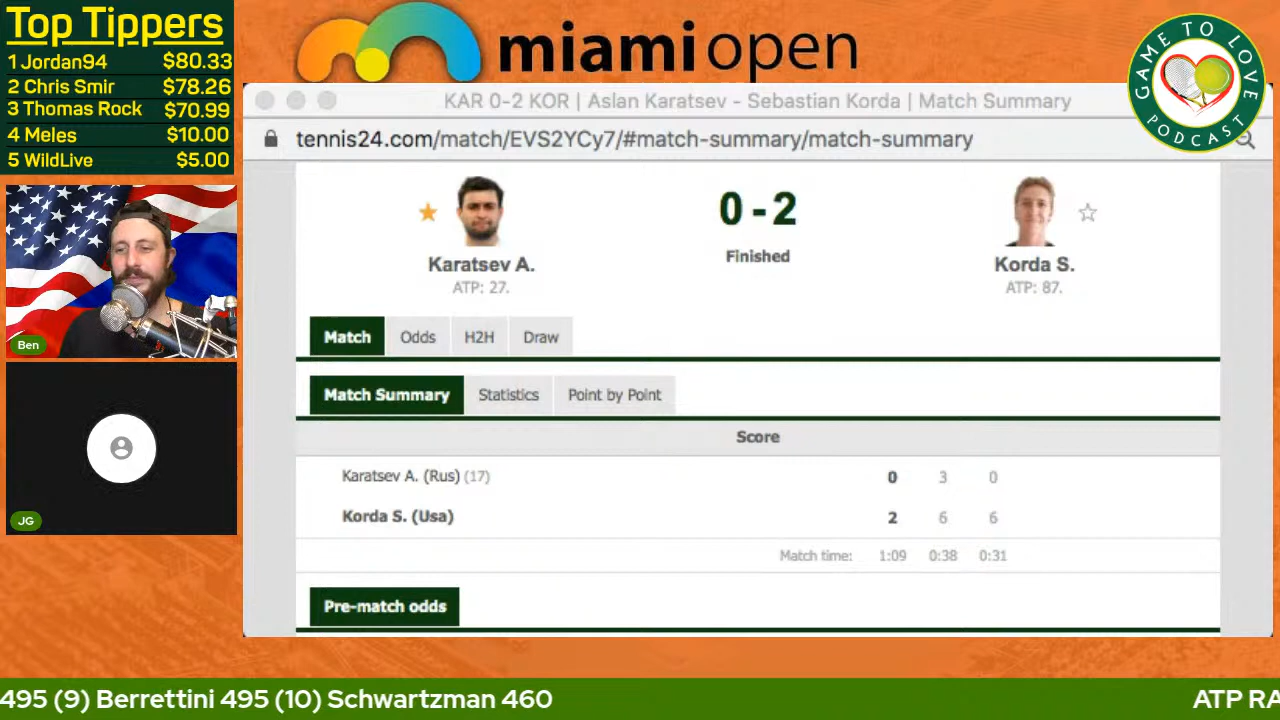 Top Tippers
1 Jordan94 $80.33
2 Chris Smir $78.26
3 Thomas Rock $70.99
4 Meles $10.00
5 WildLive $5.00
miami open
GAME TO LOVE
PODCAST
KAR 0-2 KOR | Aslan Karatsev - Sebastian Korda | Match Summary
tennis24.com/match/EVS2YCy7/#match-summary/match-summary
0 - 2
Finished
Karatsev A.
ATP: 27.
Korda S.
ATP: 87.
Match Odds H2H Draw
Match Summary Statistics Point by Point
Score
Karatsev A. (Rus) (17) 0 3 0
Korda S. (Usa) 2 6 6
Match time: 1:09 0:38 0:31
Pre-match odds
Ben
JG
495 (9) Berrettini 495 (10) Schwartzman 460 ATP RA